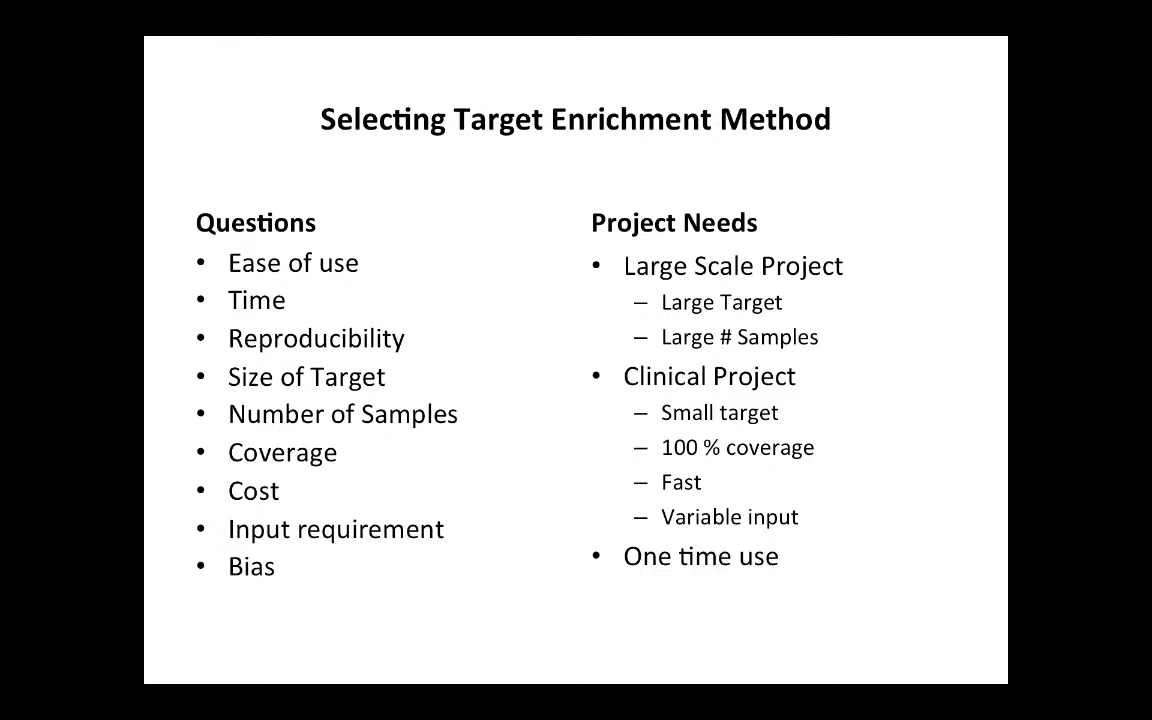 Selecting Target Enrichment Method
Questions
• Ease of use
• Time
• Reproducibility
• Size of Target
• Number of Samples
• Coverage
• Cost
• Input requirement
• Bias
Project Needs
• Large Scale Project
– Large Target
– Large # Samples
• Clinical Project
– Small target
– 100 % coverage
– Fast
– Variable input
• One time use